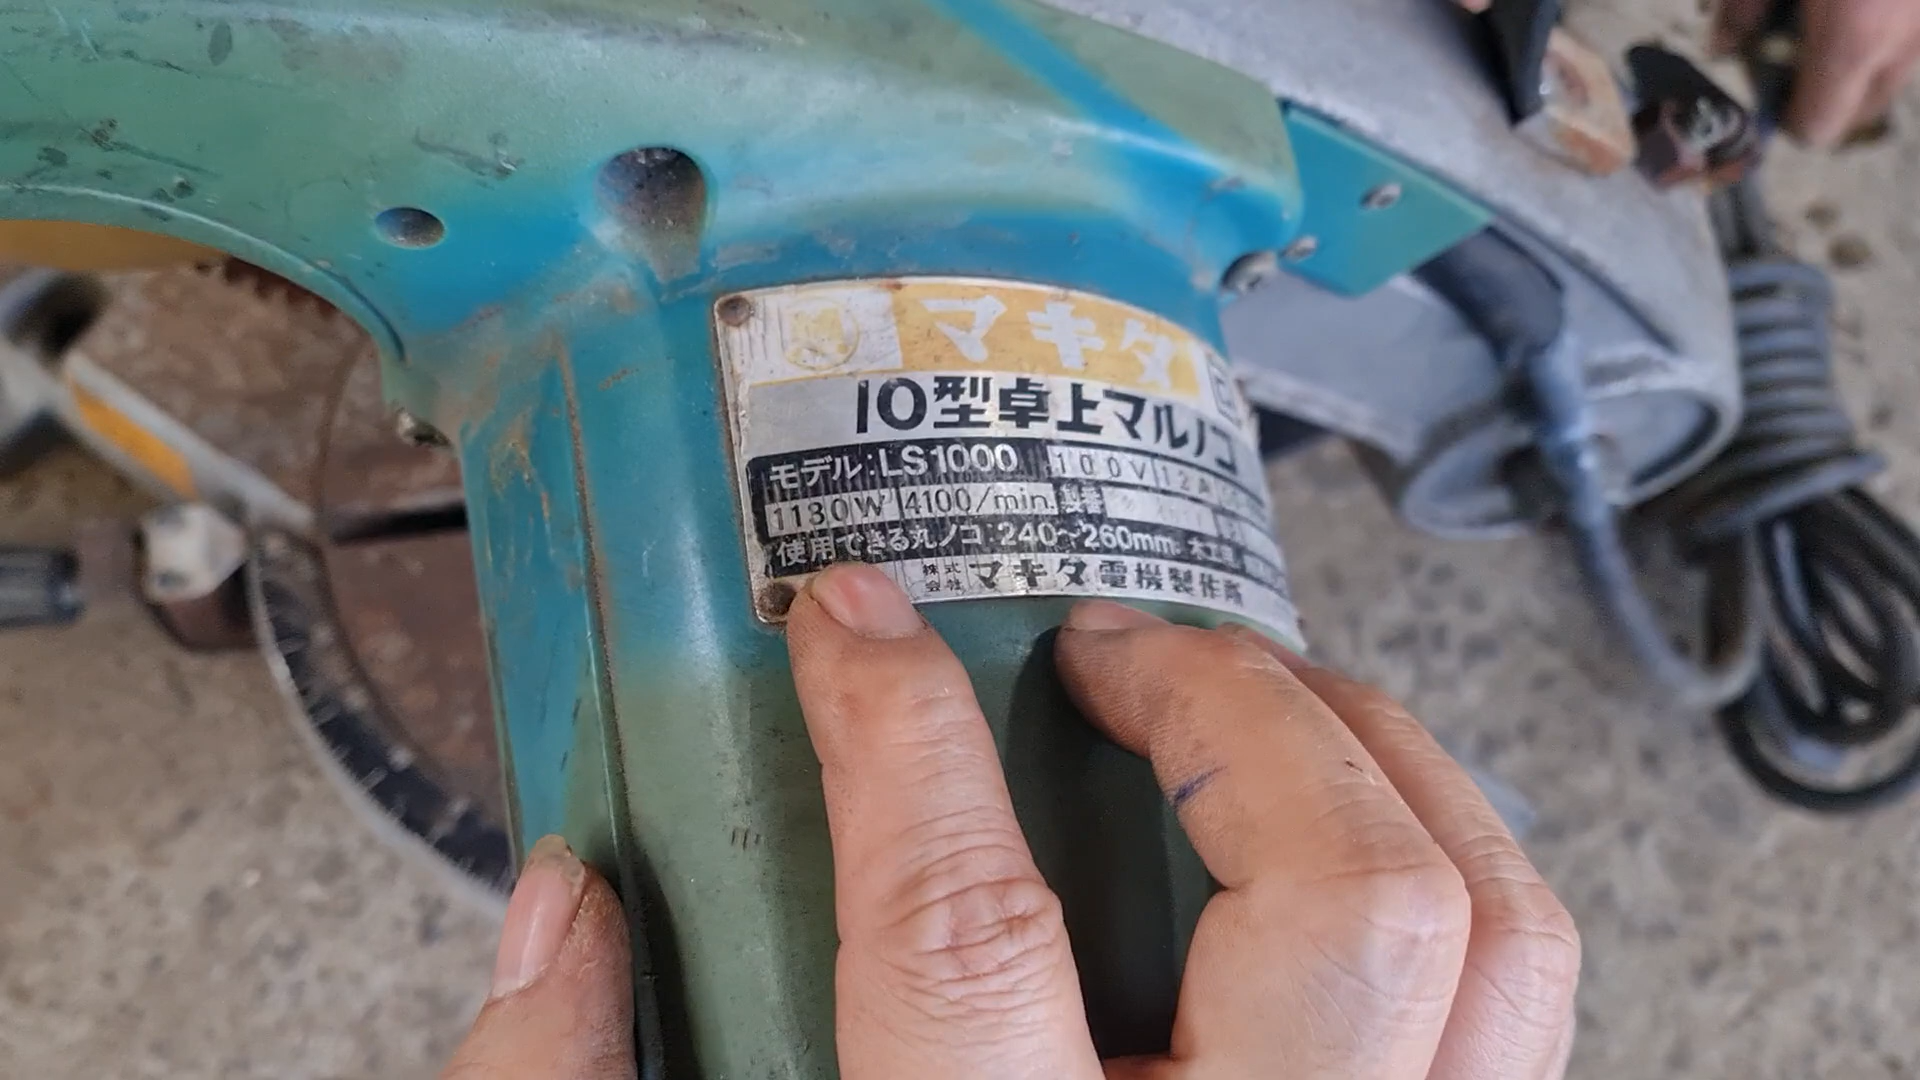 マキタ
10型卓上マルノコ
モデル:LS1000 100V 12A
1130W 4100/min. 製番
使用できる丸ノコ:240~260mm 木工用
株式会社 マキタ電機製作所